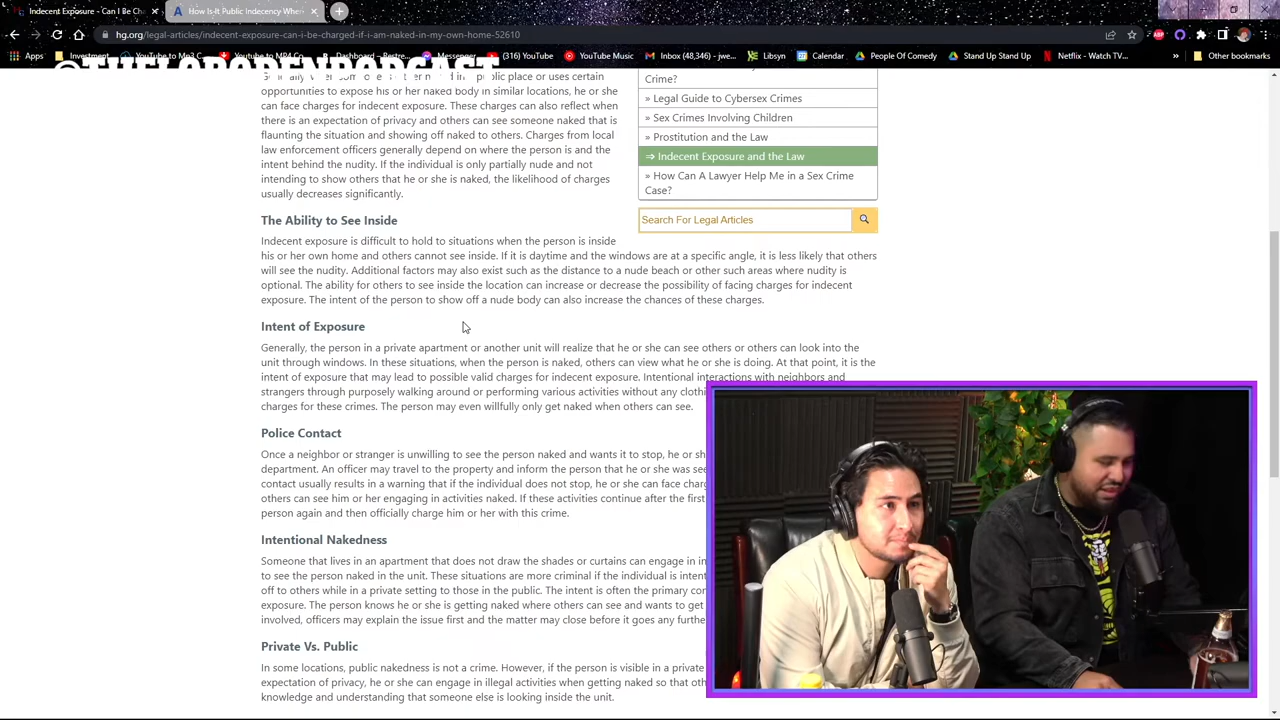 Indecent Exposure - Can I Be Cha
How Is It Public Indecency When
hg.org/legal-articles/indecent-exposure-can-i-be-charged-if-i-am-naked-in-my-own-home-52610
Apps
Investment
YouTube to Mp3 C
Youtube to MP4 Co
Dashboard - Restre...
(316) YouTube
YouTube Music
Inbox (48,346) - jwe...
Libsyn
People Of Comedy
Stand Up Stand Up
Netflix - Watch TV...
Other bookmarks
public place or uses certain
opportunities to expose his or her naked body in similar locations, he or she
can face charges for indecent exposure. These charges can also reflect when
there is an expectation of privacy and others can see someone naked that is
flaunting the situation and showing off naked to others. Charges from local
law enforcement officers generally depend on where the person is and the
intent behind the nudity. If the individual is only partially nude and not
intending to show others that he or she is naked, the likelihood of charges
usually decreases significantly.
Crime?
» Legal Guide to Cybersex Crimes
» Sex Crimes Involving Children
» Prostitution and the Law
⇒ Indecent Exposure and the Law
» How Can A Lawyer Help Me in a Sex Crime
Case?
Search For Legal Articles
The Ability to See Inside
Indecent exposure is difficult to hold to situations when the person is inside
his or her own home and others cannot see inside. If it is daytime and the windows are at a specific angle, it is less likely that others
will see the nudity. Additional factors may also exist such as the distance to a nude beach or other such areas where nudity is
optional. The ability for others to see inside the location can increase or decrease the possibility of facing charges for indecent
exposure. The intent of the person to show off a nude body can also increase the chances of these charges.
Intent of Exposure
Generally, the person in a private apartment or another unit will realize that he or she can see others or others can look into the
unit through windows. In these situations, when the person is naked, others can view what he or she is doing. At that point, it is the
intent of exposure that may lead to possible valid charges for indecent exposure. Intentional interactions with neighbors and
strangers through purposely walking around or performing various activities without any clothi
charges for these crimes. The person may even willfully only get naked when others can see.
Police Contact
Once a neighbor or stranger is unwilling to see the person naked and wants it to stop, he or sh
department. An officer may travel to the property and inform the person that he or she was see
contact usually results in a warning that if the individual does not stop, he or she can face charg
others can see him or her engaging in activities naked. If these activities continue after the first
person again and then officially charge him or her with this crime.
Intentional Nakedness
Someone that lives in an apartment that does not draw the shades or curtains can engage in in
to see the person naked in the unit. These situations are more criminal if the individual is intent
off to others while in a private setting to those in the public. The intent is often the primary con
exposure. The person knows he or she is getting naked where others can see and wants to get
involved, officers may explain the issue first and the matter may close before it goes any furthe
Private Vs. Public
In some locations, public nakedness is not a crime. However, if the person is visible in a private
expectation of privacy, he or she can engage in illegal activities when getting naked so that oth
knowledge and understanding that someone else is looking inside the unit.